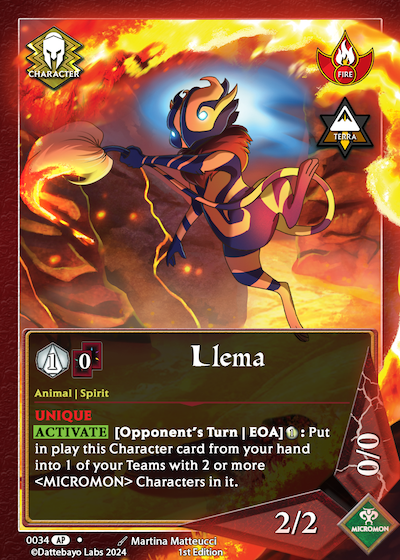 CHARACTER
FIRE
TERRA
1 0 Llema
Animal | Spirit
UNIQUE
ACTIVATE [Opponent's Turn | EOA] : Put
in play this Character card from your hand
into 1 of your Teams with 2 or more
<MICROMON> Characters in it.
0/0
2/2
MICROMON
0034 AP • Martina Matteucci
©Dattebayo Labs 2024 1st Edition